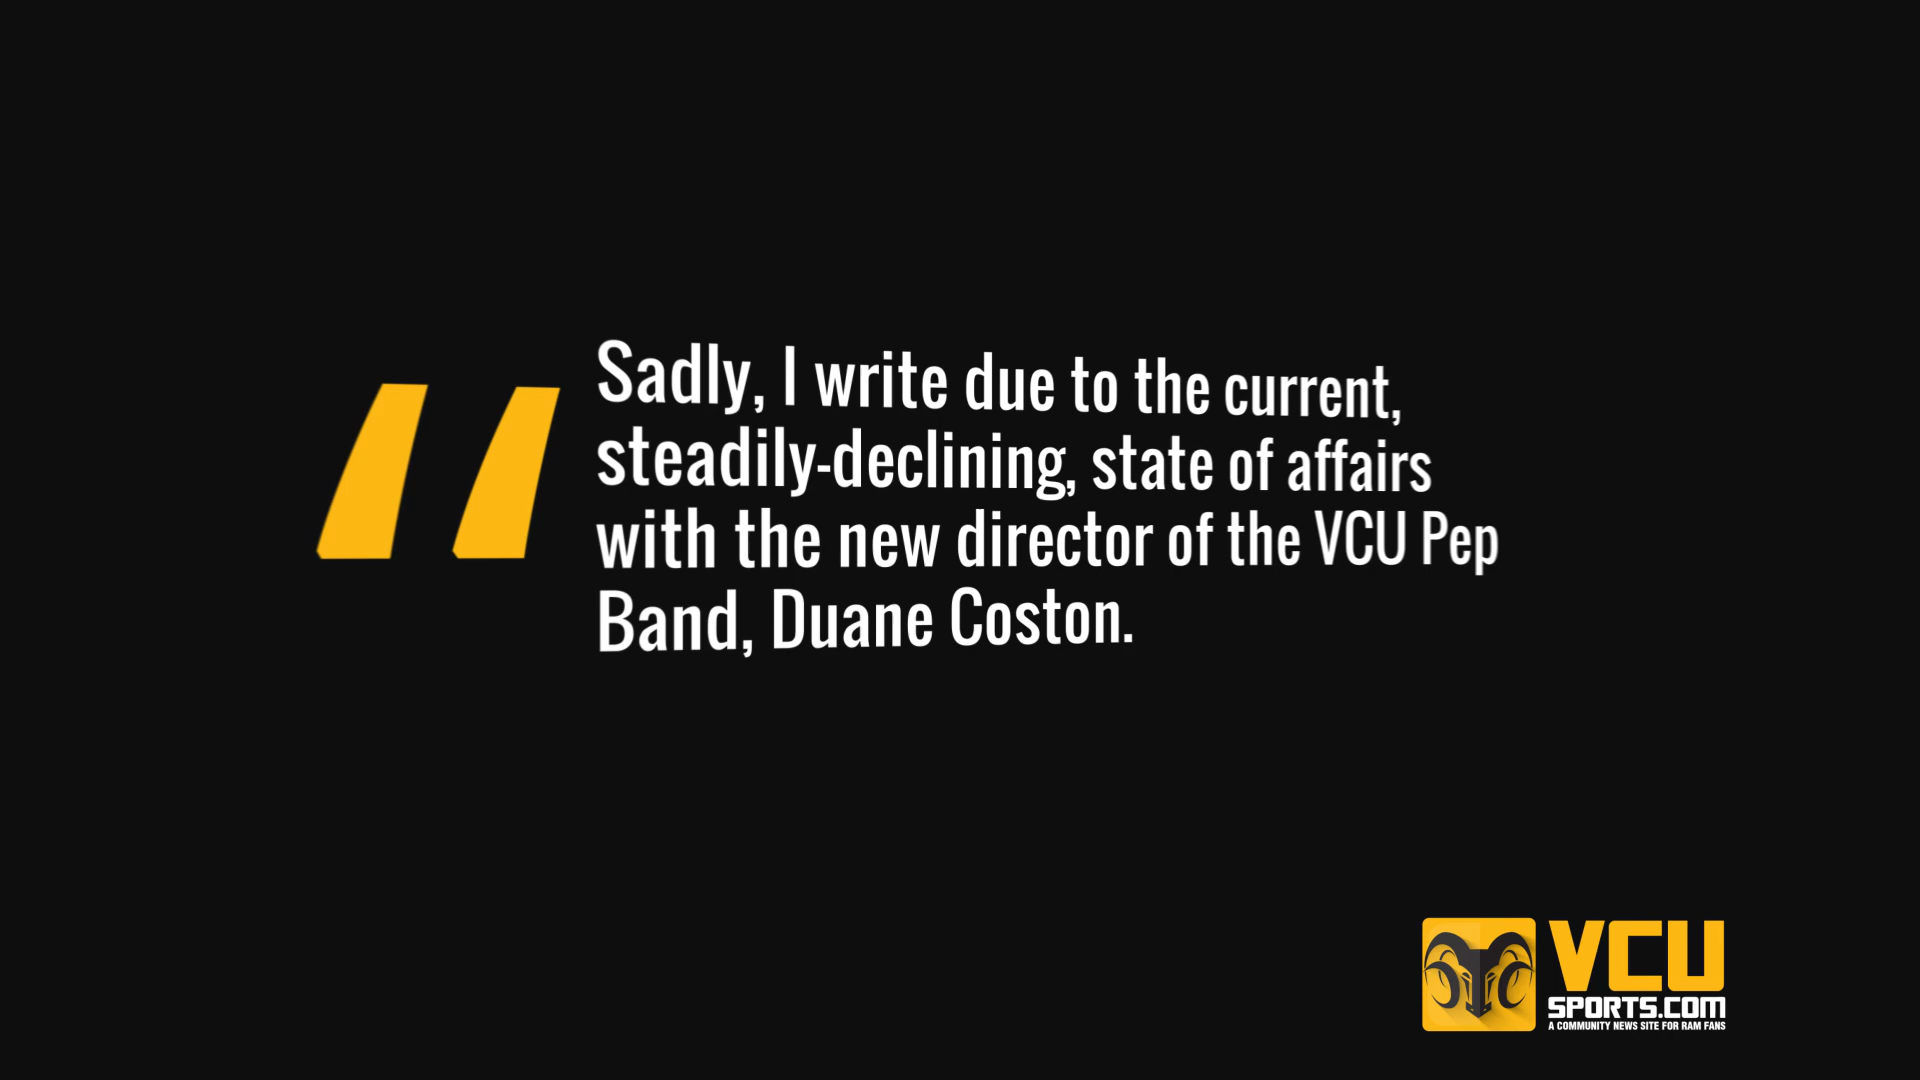 “
Sadly, I write due to the current,
steadily-declining, state of affairs
with the new director of the VCU Pep
Band, Duane Coston.
VCU
SPORTS.COM
A COMMUNITY NEWS SITE FOR RAM FANS